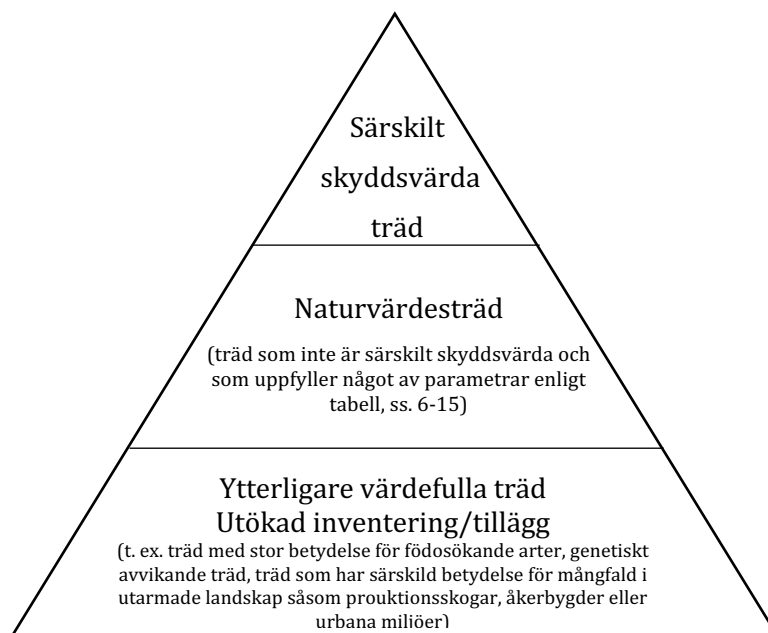 Särskilt
skyddsvärda
träd
Naturvärdesträd
(träd som inte är särskilt skyddsvärda och
som uppfyller något av parametrar enligt
tabell, ss. 6-15)
Ytterligare värdefulla träd
Utökad inventering/tillägg
(t. ex. träd med stor betydelse för födosökande arter, genetiskt
avvikande träd, träd som har särskild betydelse för mångfald i
utarmade landskap såsom prouktionsskogar, åkerbygder eller
urbana miljöer)